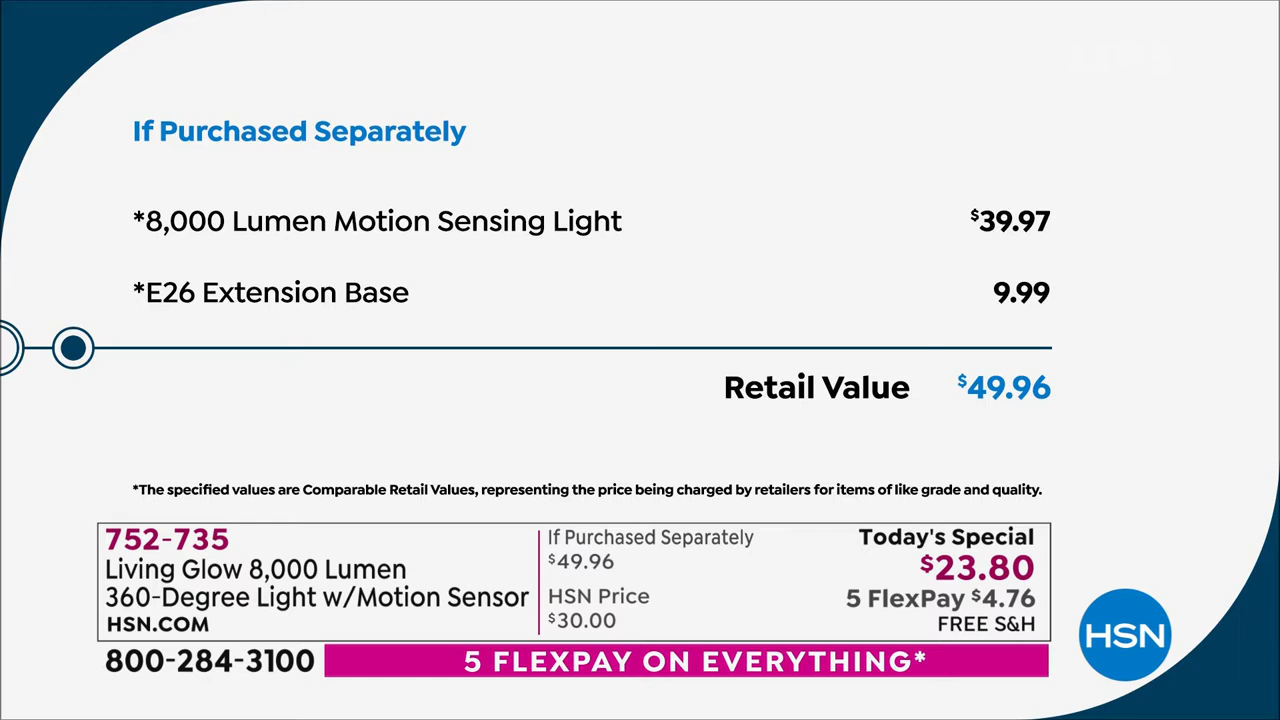 If Purchased Separately
*8,000 Lumen Motion Sensing Light $39.97
*E26 Extension Base 9.99
Retail Value $49.96
*The specified values are Comparable Retail Values, representing the price being charged by retailers for items of like grade and quality.
752-735
Living Glow 8,000 Lumen
360-Degree Light w/Motion Sensor
HSN.COM
If Purchased Separately
$49.96
HSN Price
$30.00
Today's Special
$23.80
5 FlexPay $4.76
FREE S&H
800-284-3100
5 FLEXPAY ON EVERYTHING*
HSN